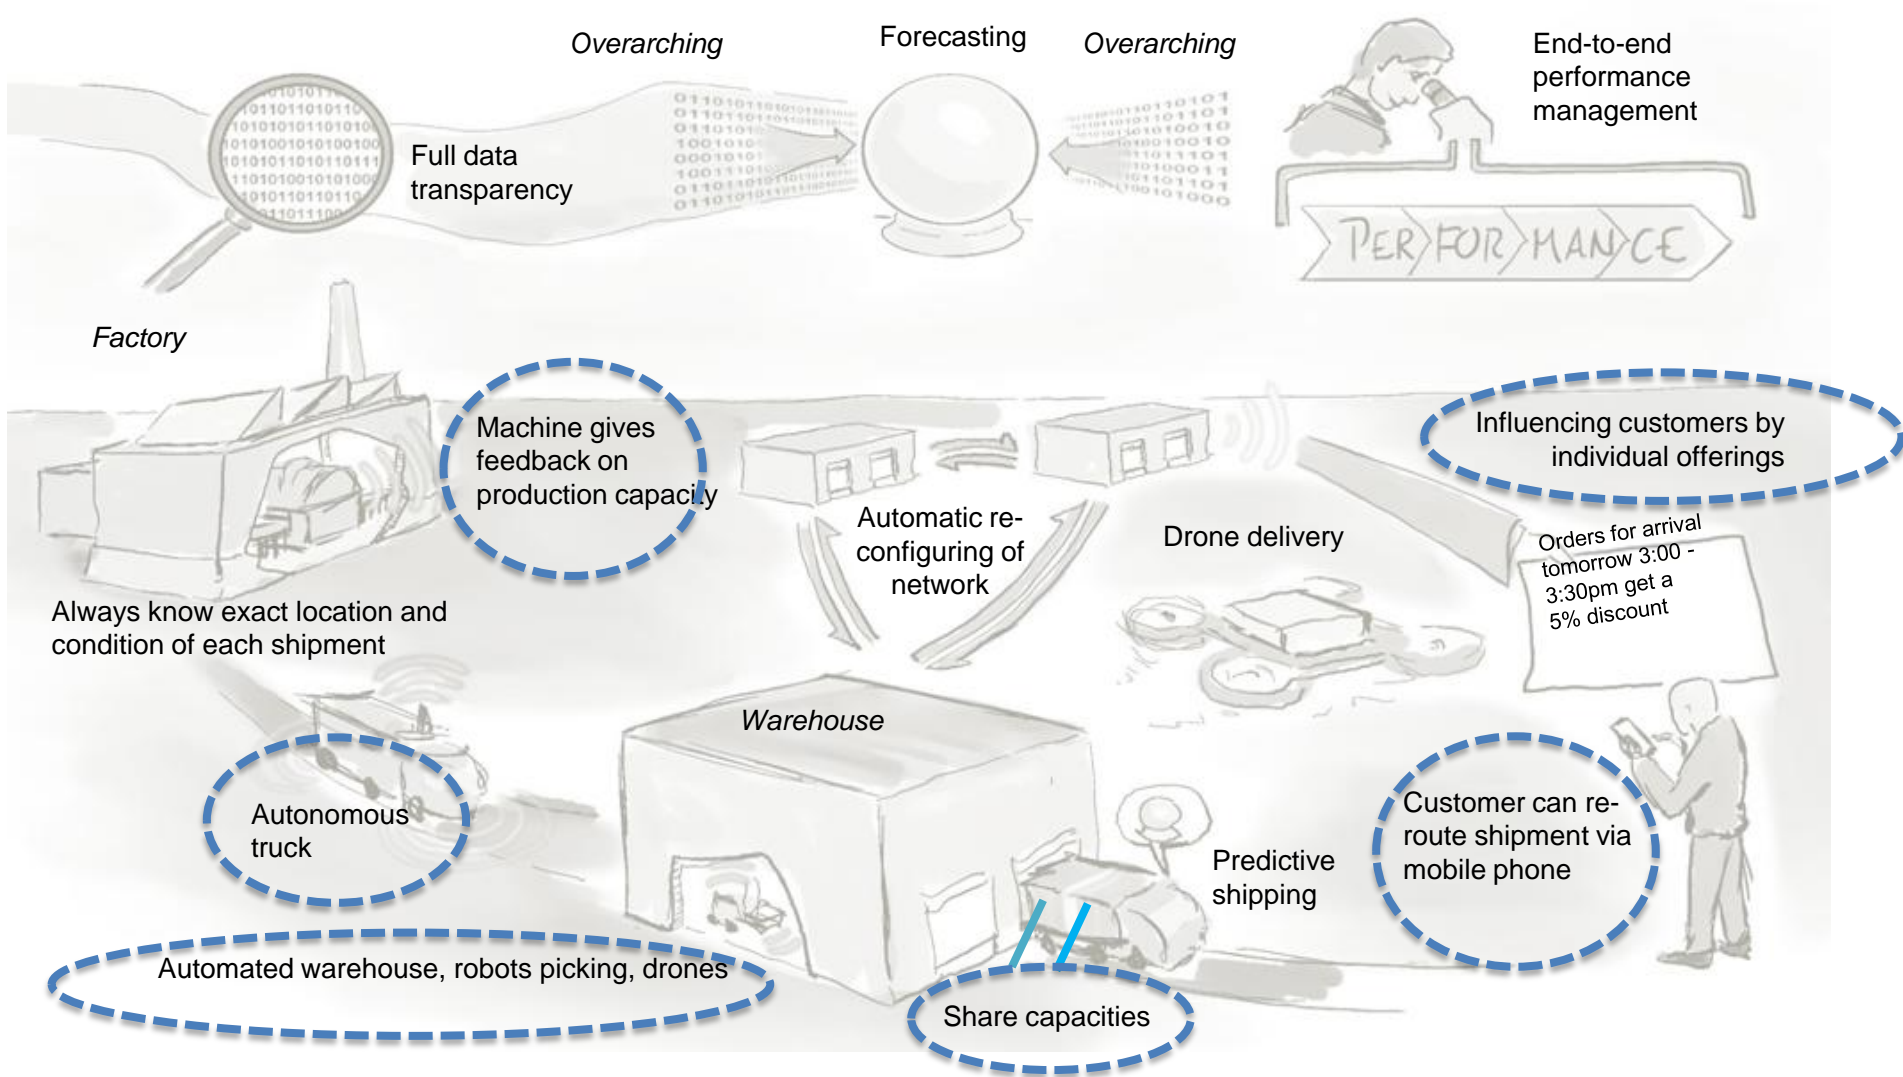 Overarching
Forecasting
Overarching
End-to-end
performance
management
Full data
transparency
PERFORMANCE
Factory
Machine gives
feedback on
production capacity
Influencing customers by
individual offerings
Automatic re-
configuring of
network
Drone delivery
Orders for arrival
tomorrow 3:00 -
3:30pm get a
5% discount
Always know exact location and
condition of each shipment
Warehouse
Autonomous
truck
Predictive
shipping
Customer can re-
route shipment via
mobile phone
Automated warehouse, robots picking, drones
Share capacities